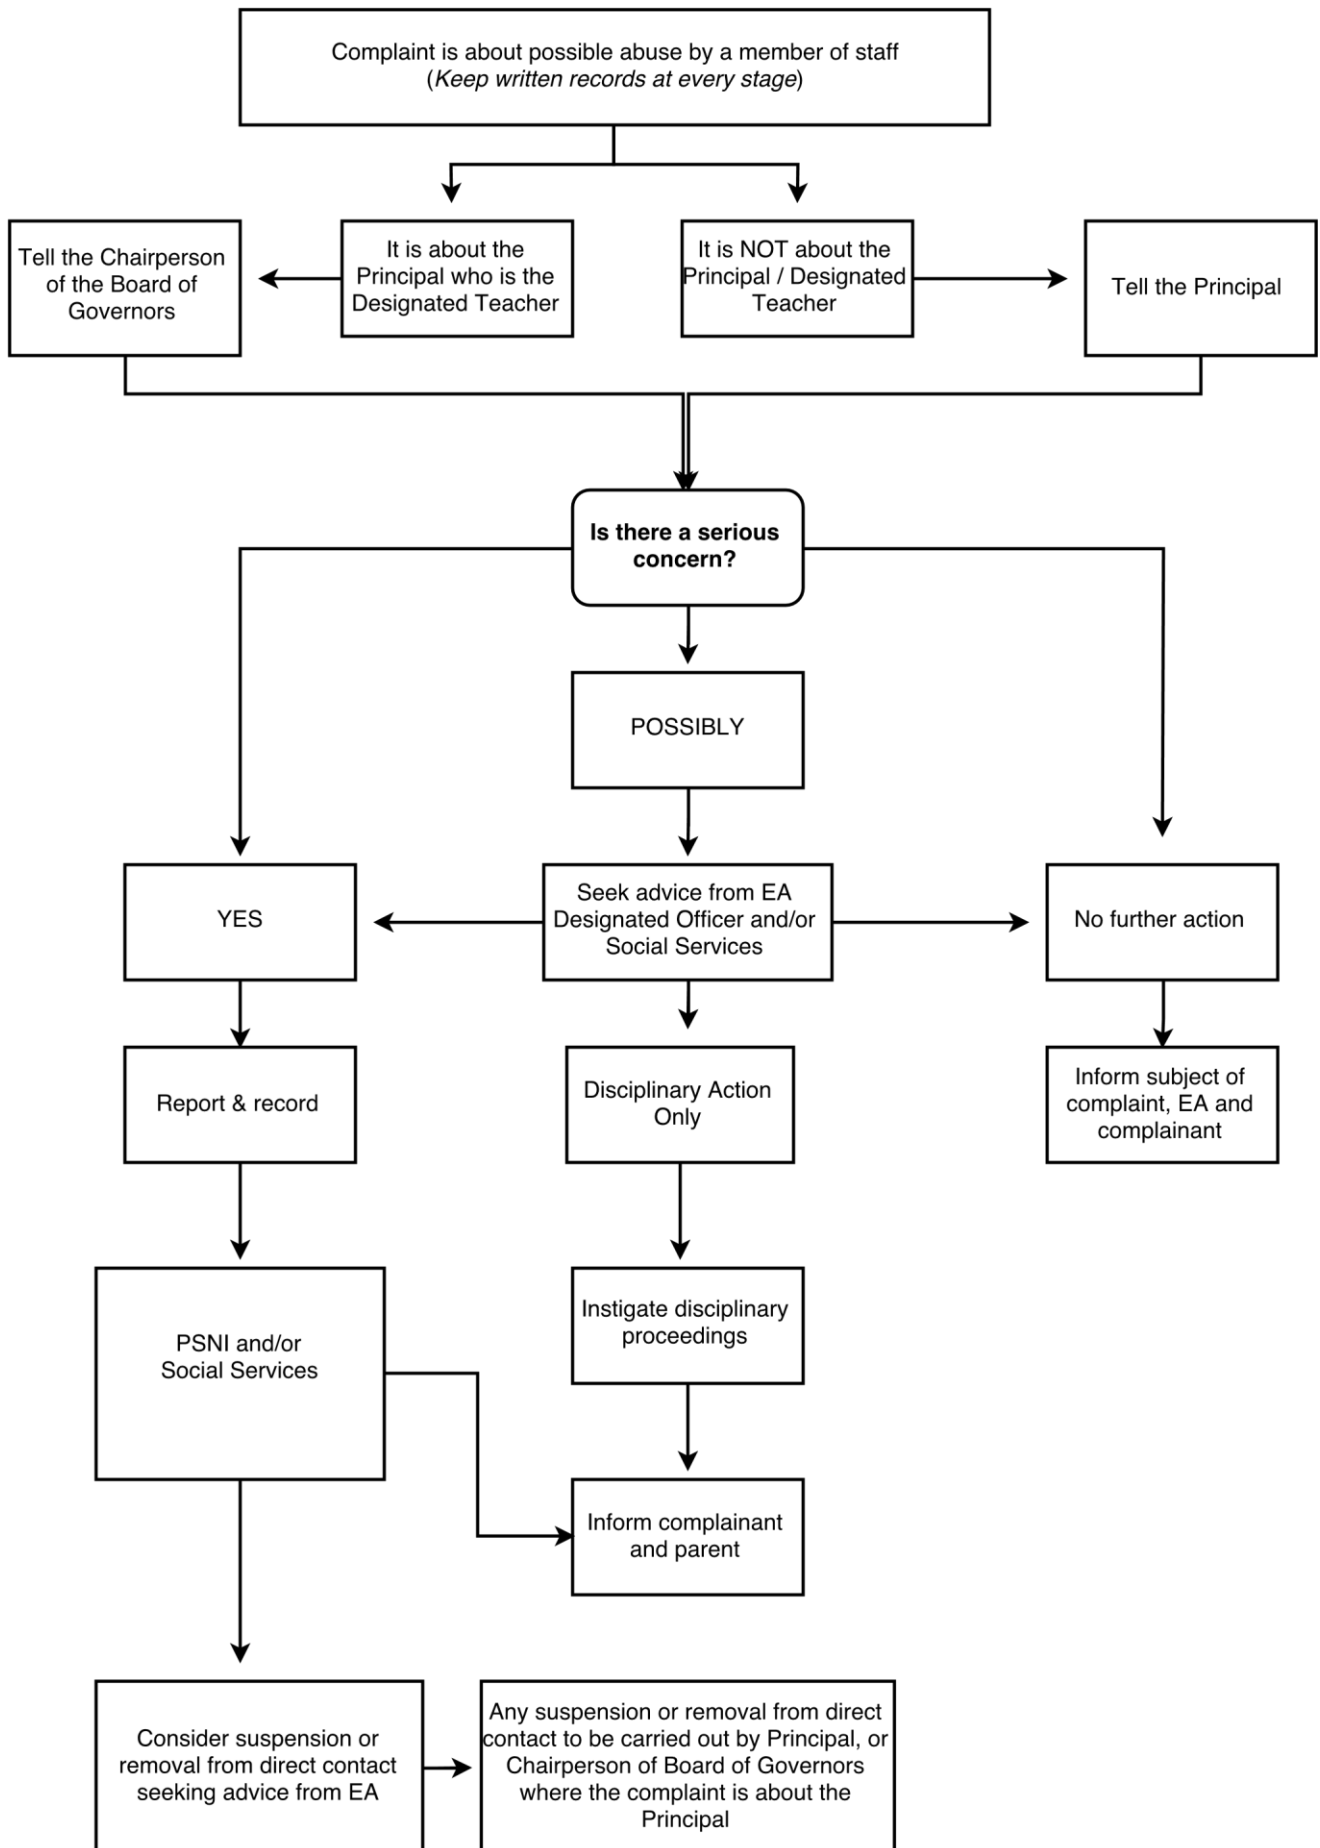 Complaint is about possible abuse by a member of staff
(Keep written records at every stage)
Tell the Chairperson
of the Board of
Governors
It is about the
Principal who is the
Designated Teacher
It is NOT about the
Principal / Designated
Teacher
Tell the Principal
Is there a serious
concern?
POSSIBLY
YES
Seek advice from EA
Designated Officer and/or
Social Services
No further action
Report & record
Disciplinary Action
Only
Inform subject of
complaint, EA and
complainant
PSNI and/or
Social Services
Instigate disciplinary
proceedings
Inform complainant
and parent
Consider suspension or
removal from direct contact
seeking advice from EA
Any suspension or removal from direct
contact to be carried out by Principal, or
Chairperson of Board of Governors
where the complaint is about the
Principal